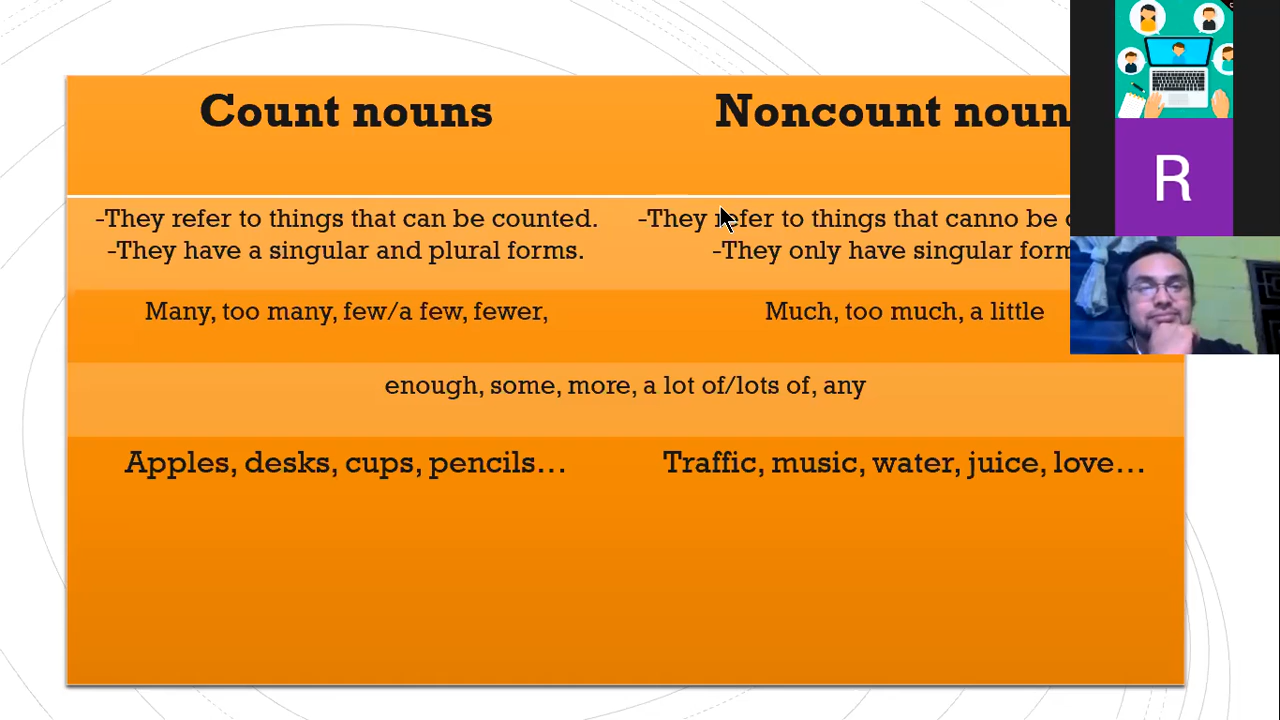 Count nouns
Noncount noun
-They refer to things that can be counted.
-They have a singular and plural forms.
-They refer to things that canno be
-They only have singular form
Many, too many, few/a few, fewer,
Much, too much, a little
enough, some, more, a lot of/lots of, any
Apples, desks, cups, pencils...
Traffic, music, water, juice, love...
R